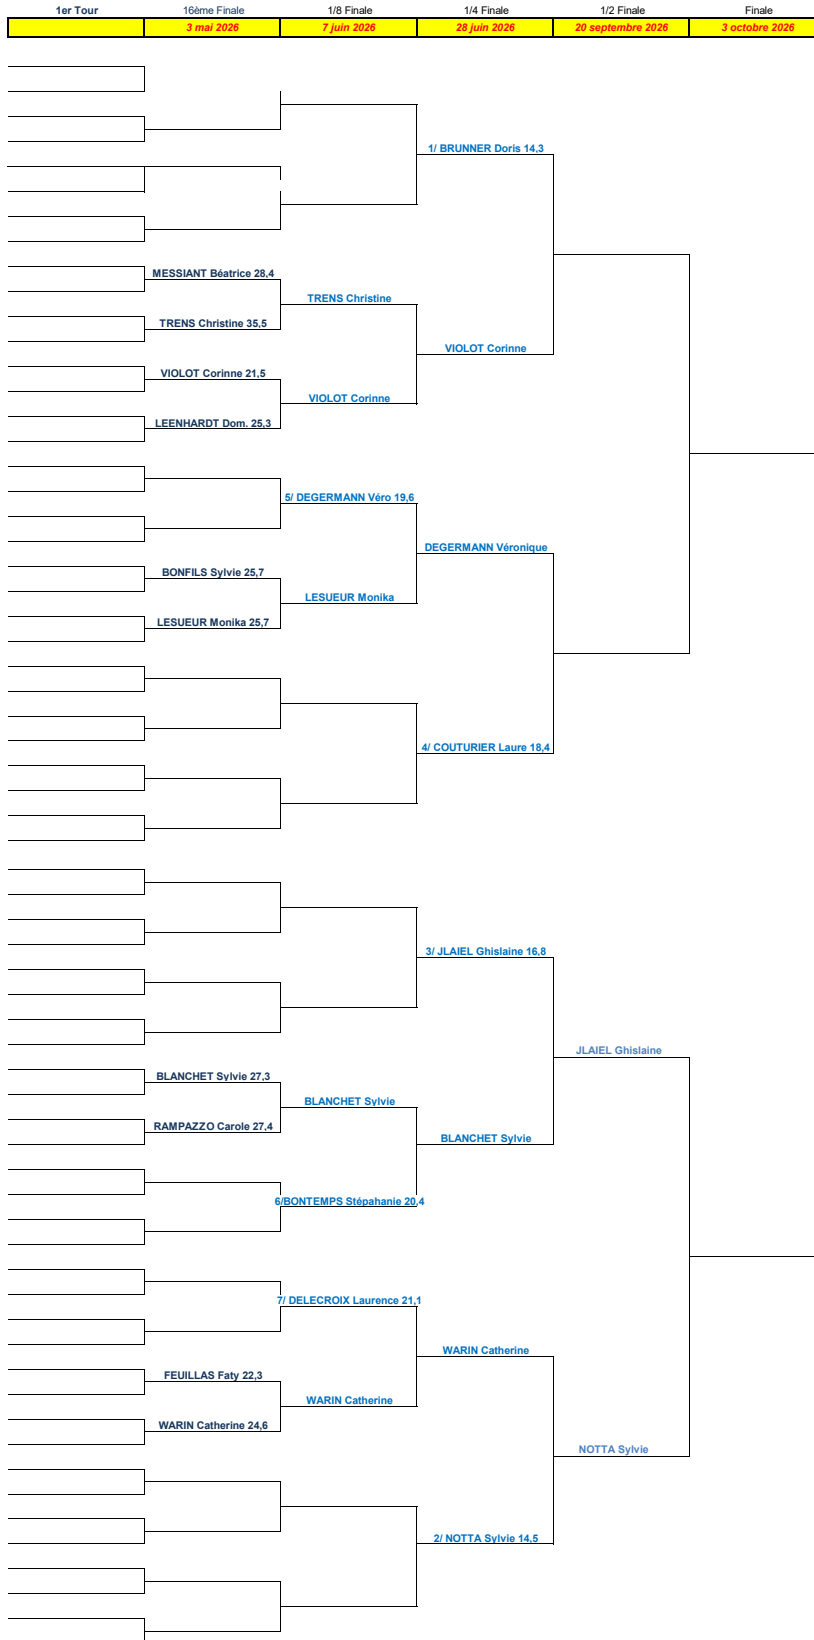 1er Tour 16ème Finale 1/8 Finale 1/4 Finale 1/2 Finale Finale
3 mai 2026 7 juin 2026 28 juin 2026 20 septembre 2026 3 octobre 2026
1/ BRUNNER Doris 14,3
MESSIANT Béatrice 28,4
TRENS Christine
TRENS Christine 35,5
VIOLOT Corinne
VIOLOT Corinne 21,5
VIOLOT Corinne
LEENHARDT Dom. 25,3
5/ DEGERMANN Véro 19,6
DEGERMANN Véronique
BONFILS Sylvie 25,7
LESUEUR Monika
LESUEUR Monika 25,7
4/ COUTURIER Laure 18,4
3/ JLAIEL Ghislaine 16,8
JLAIEL Ghislaine
BLANCHET Sylvie 27,3
BLANCHET Sylvie
RAMPAZZO Carole 27,4
BLANCHET Sylvie
6/BONTEMPS Stépahanie 20,4
7/ DELECROIX Laurence 21,1
WARIN Catherine
FEUILLAS Faty 22,3
WARIN Catherine
WARIN Catherine 24,6
NOTTA Sylvie
2/ NOTTA Sylvie 14,5